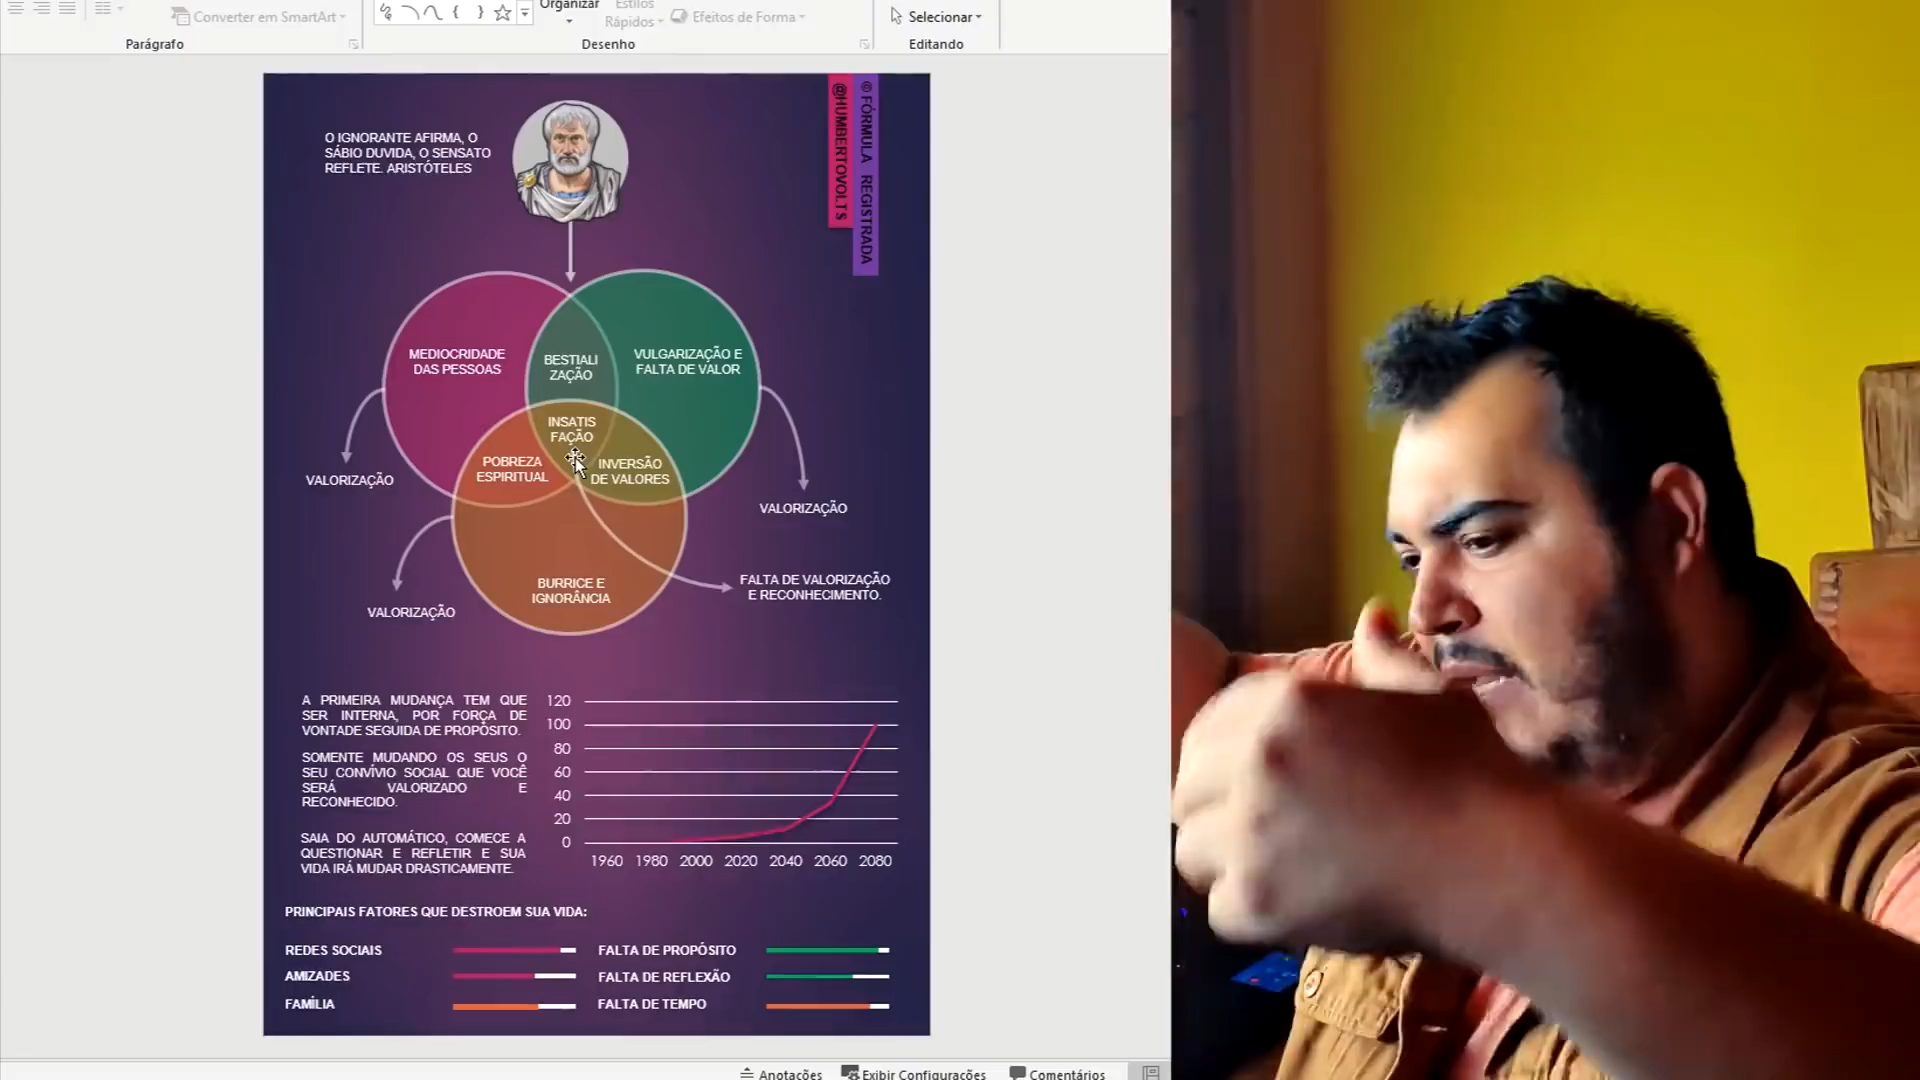 Converter em SmartArt
Organizar
Estilos
Rápidos
Efeitos de Forma
Selecionar
Parágrafo
Desenho
Editando
O IGNORANTE AFIRMA, O
SÁBIO DUVIDA, O SENSATO
REFLETE. ARISTÓTELES
@HUMBERTOVOLTS
© FÓRMULA REGISTRADA
MEDIOCRIDADE
DAS PESSOAS
BESTIALI
ZAÇÃO
VULGARIZAÇÃO E
FALTA DE VALOR
INSATIS
FAÇÃO
POBREZA
ESPIRITUAL
INVERSÃO
DE VALORES
VALORIZAÇÃO
VALORIZAÇÃO
BURRICE E
IGNORÂNCIA
FALTA DE VALORIZAÇÃO
E RECONHECIMENTO.
VALORIZAÇÃO
A PRIMEIRA MUDANÇA TEM QUE
SER INTERNA, POR FORÇA DE
VONTADE SEGUIDA DE PROPÓSITO.
SOMENTE MUDANDO OS SEUS O
SEU CONVÍVIO SOCIAL QUE VOCÊ
SERÁ VALORIZADO E
RECONHECIDO.
SAIA DO AUTOMÁTICO, COMECE A
QUESTIONAR E REFLETIR E SUA
VIDA IRÁ MUDAR DRASTICAMENTE.
120
100
80
60
40
20
0
1960 1980 2000 2020 2040 2060 2080
PRINCIPAIS FATORES QUE DESTROEM SUA VIDA:
REDES SOCIAIS
FALTA DE PROPÓSITO
AMIZADES
FALTA DE REFLEXÃO
FAMÍLIA
FALTA DE TEMPO
Anotações
Exibir Configurações
Comentários